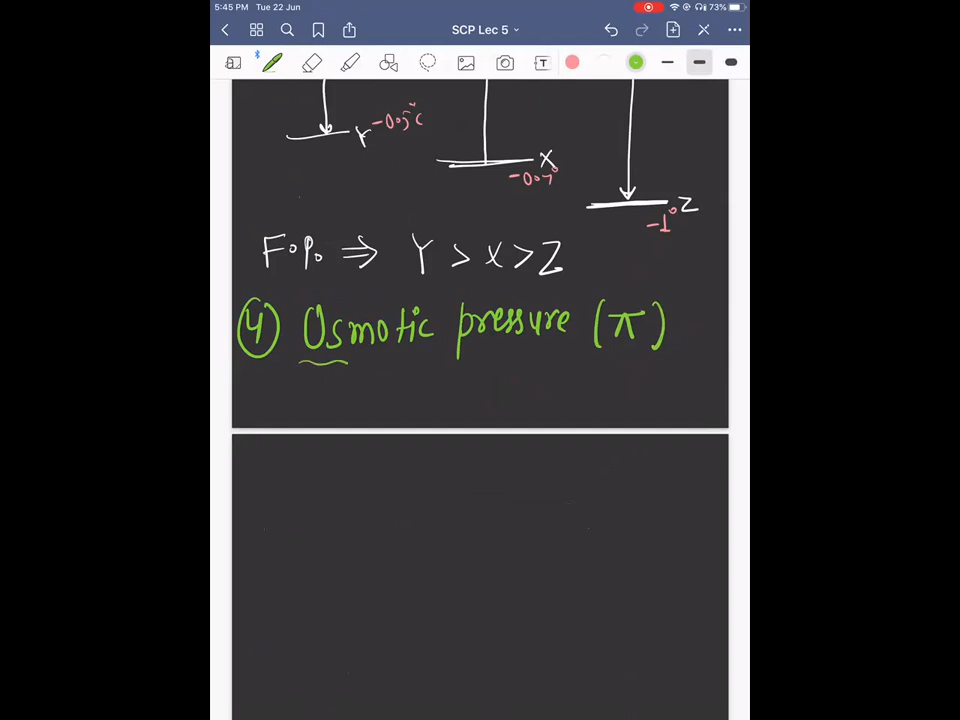 5:45 PM Tue 22 Jun 73%
SCP Lec 5
T
Y -0.5°C
X
-0.7°
Z
-1°
F.P. ⇒ Y > X > Z
④ Osmotic pressure (π)